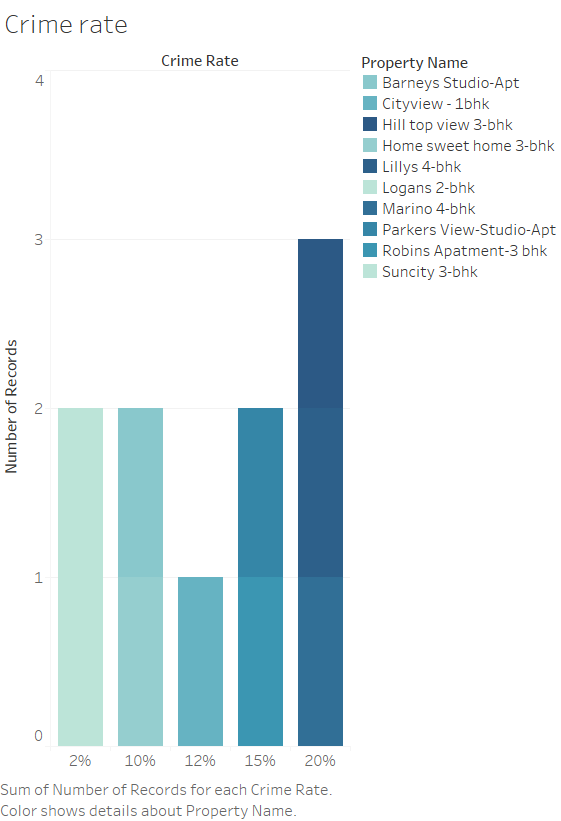 Crime rate
Crime Rate
Property Name
Barneys Studio-Apt
Cityview - 1bhk
Hill top view 3-bhk
Home sweet home 3-bhk
Lillys 4-bhk
Logans 2-bhk
Marino 4-bhk
Parkers View-Studio-Apt
Robins Apatment-3 bhk
Suncity 3-bhk
Number of Records
4
3
2
1
0
2% 10% 12% 15% 20%
Sum of Number of Records for each Crime Rate.
Color shows details about Property Name.